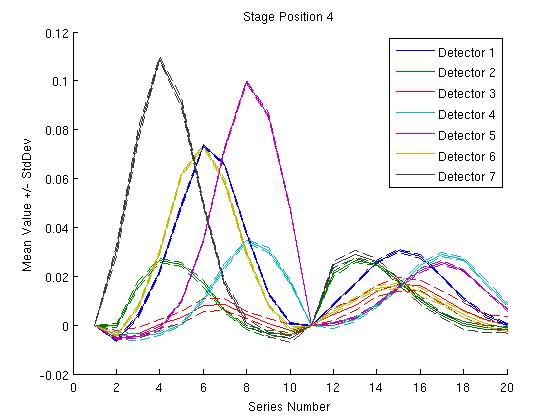 Stage Position 4
0.12
0.1
0.08
0.06
0.04
0.02
0
-0.02
Mean Value +/- StdDev
Detector 1
Detector 2
Detector 3
Detector 4
Detector 5
Detector 6
Detector 7
0 2 4 6 8 10 12 14 16 18 20
Series Number